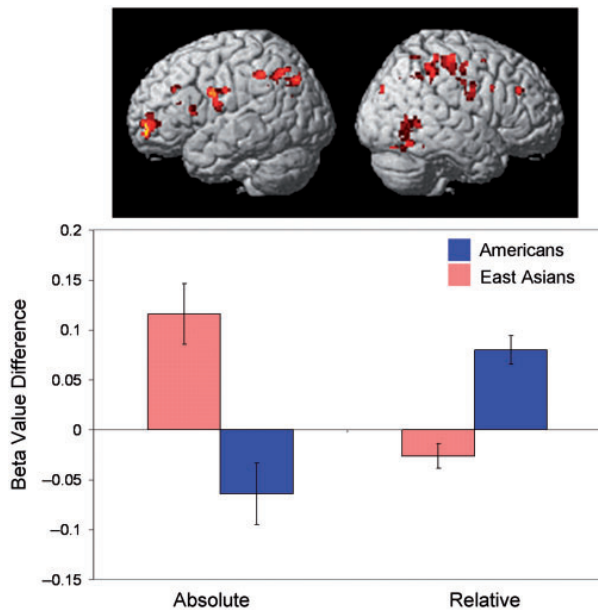 0.2
Americans
0.15
East Asians
0.1
0.05
0
–0.05
–0.1
–0.15
Beta Value Difference
Absolute Relative